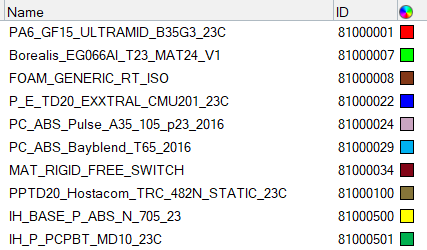 Name ID
PA6_GF15_ULTRAMID_B35G3_23C 81000001
Borealis_EG066AI_T23_MAT24_V1 81000007
FOAM_GENERIC_RT_ISO 81000008
P_E_TD20_EXXTRAL_CMU201_23C 81000022
PC_ABS_Pulse_A35_105_p23_2016 81000024
PC_ABS_Bayblend_T65_2016 81000029
MAT_RIGID_FREE_SWITCH 81000034
PPTD20_Hostacom_TRC_482N_STATIC_23C 81000100
IH_BASE_P_ABS_N_705_23 81000500
IH_P_PCPBT_MD10_23C 81000501